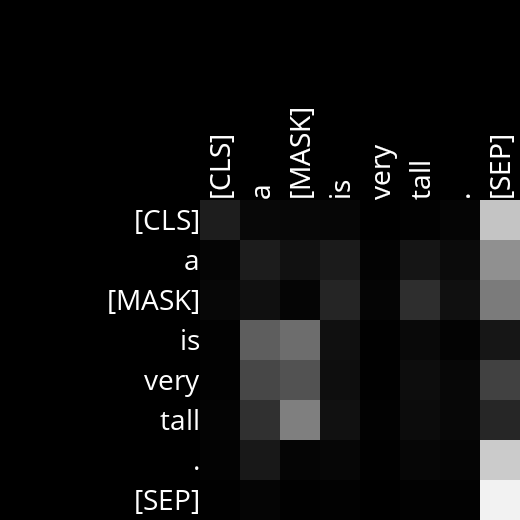 [CLS] a [MASK] is very tall . [SEP]
[CLS]
a
[MASK]
is
very
tall
.
[SEP]